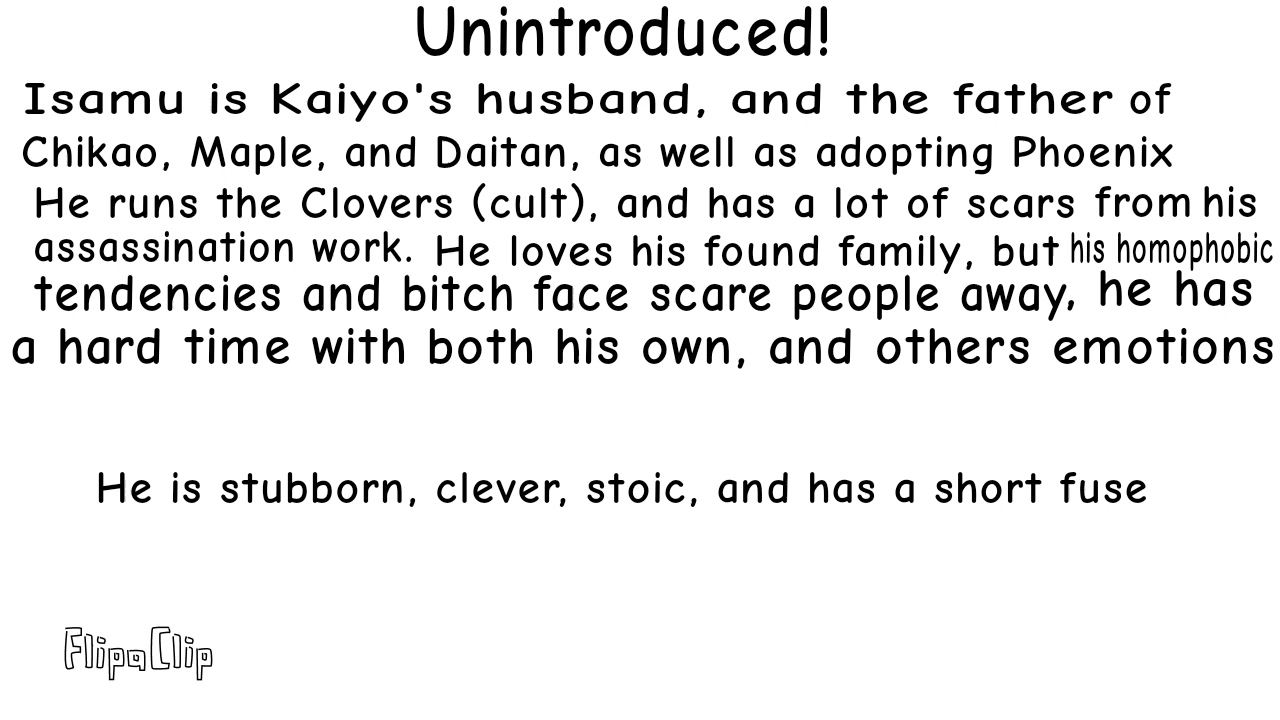 Unintroduced!
Isamu is Kaiyo's husband, and the father of
Chikao, Maple, and Daitan, as well as adopting Phoenix
He runs the Clovers (cult), and has a lot of scars from his
assassination work. He loves his found family, but his homophobic
tendencies and bitch face scare people away, he has
a hard time with both his own, and others emotions
He is stubborn, clever, stoic, and has a short fuse
FlipaClip